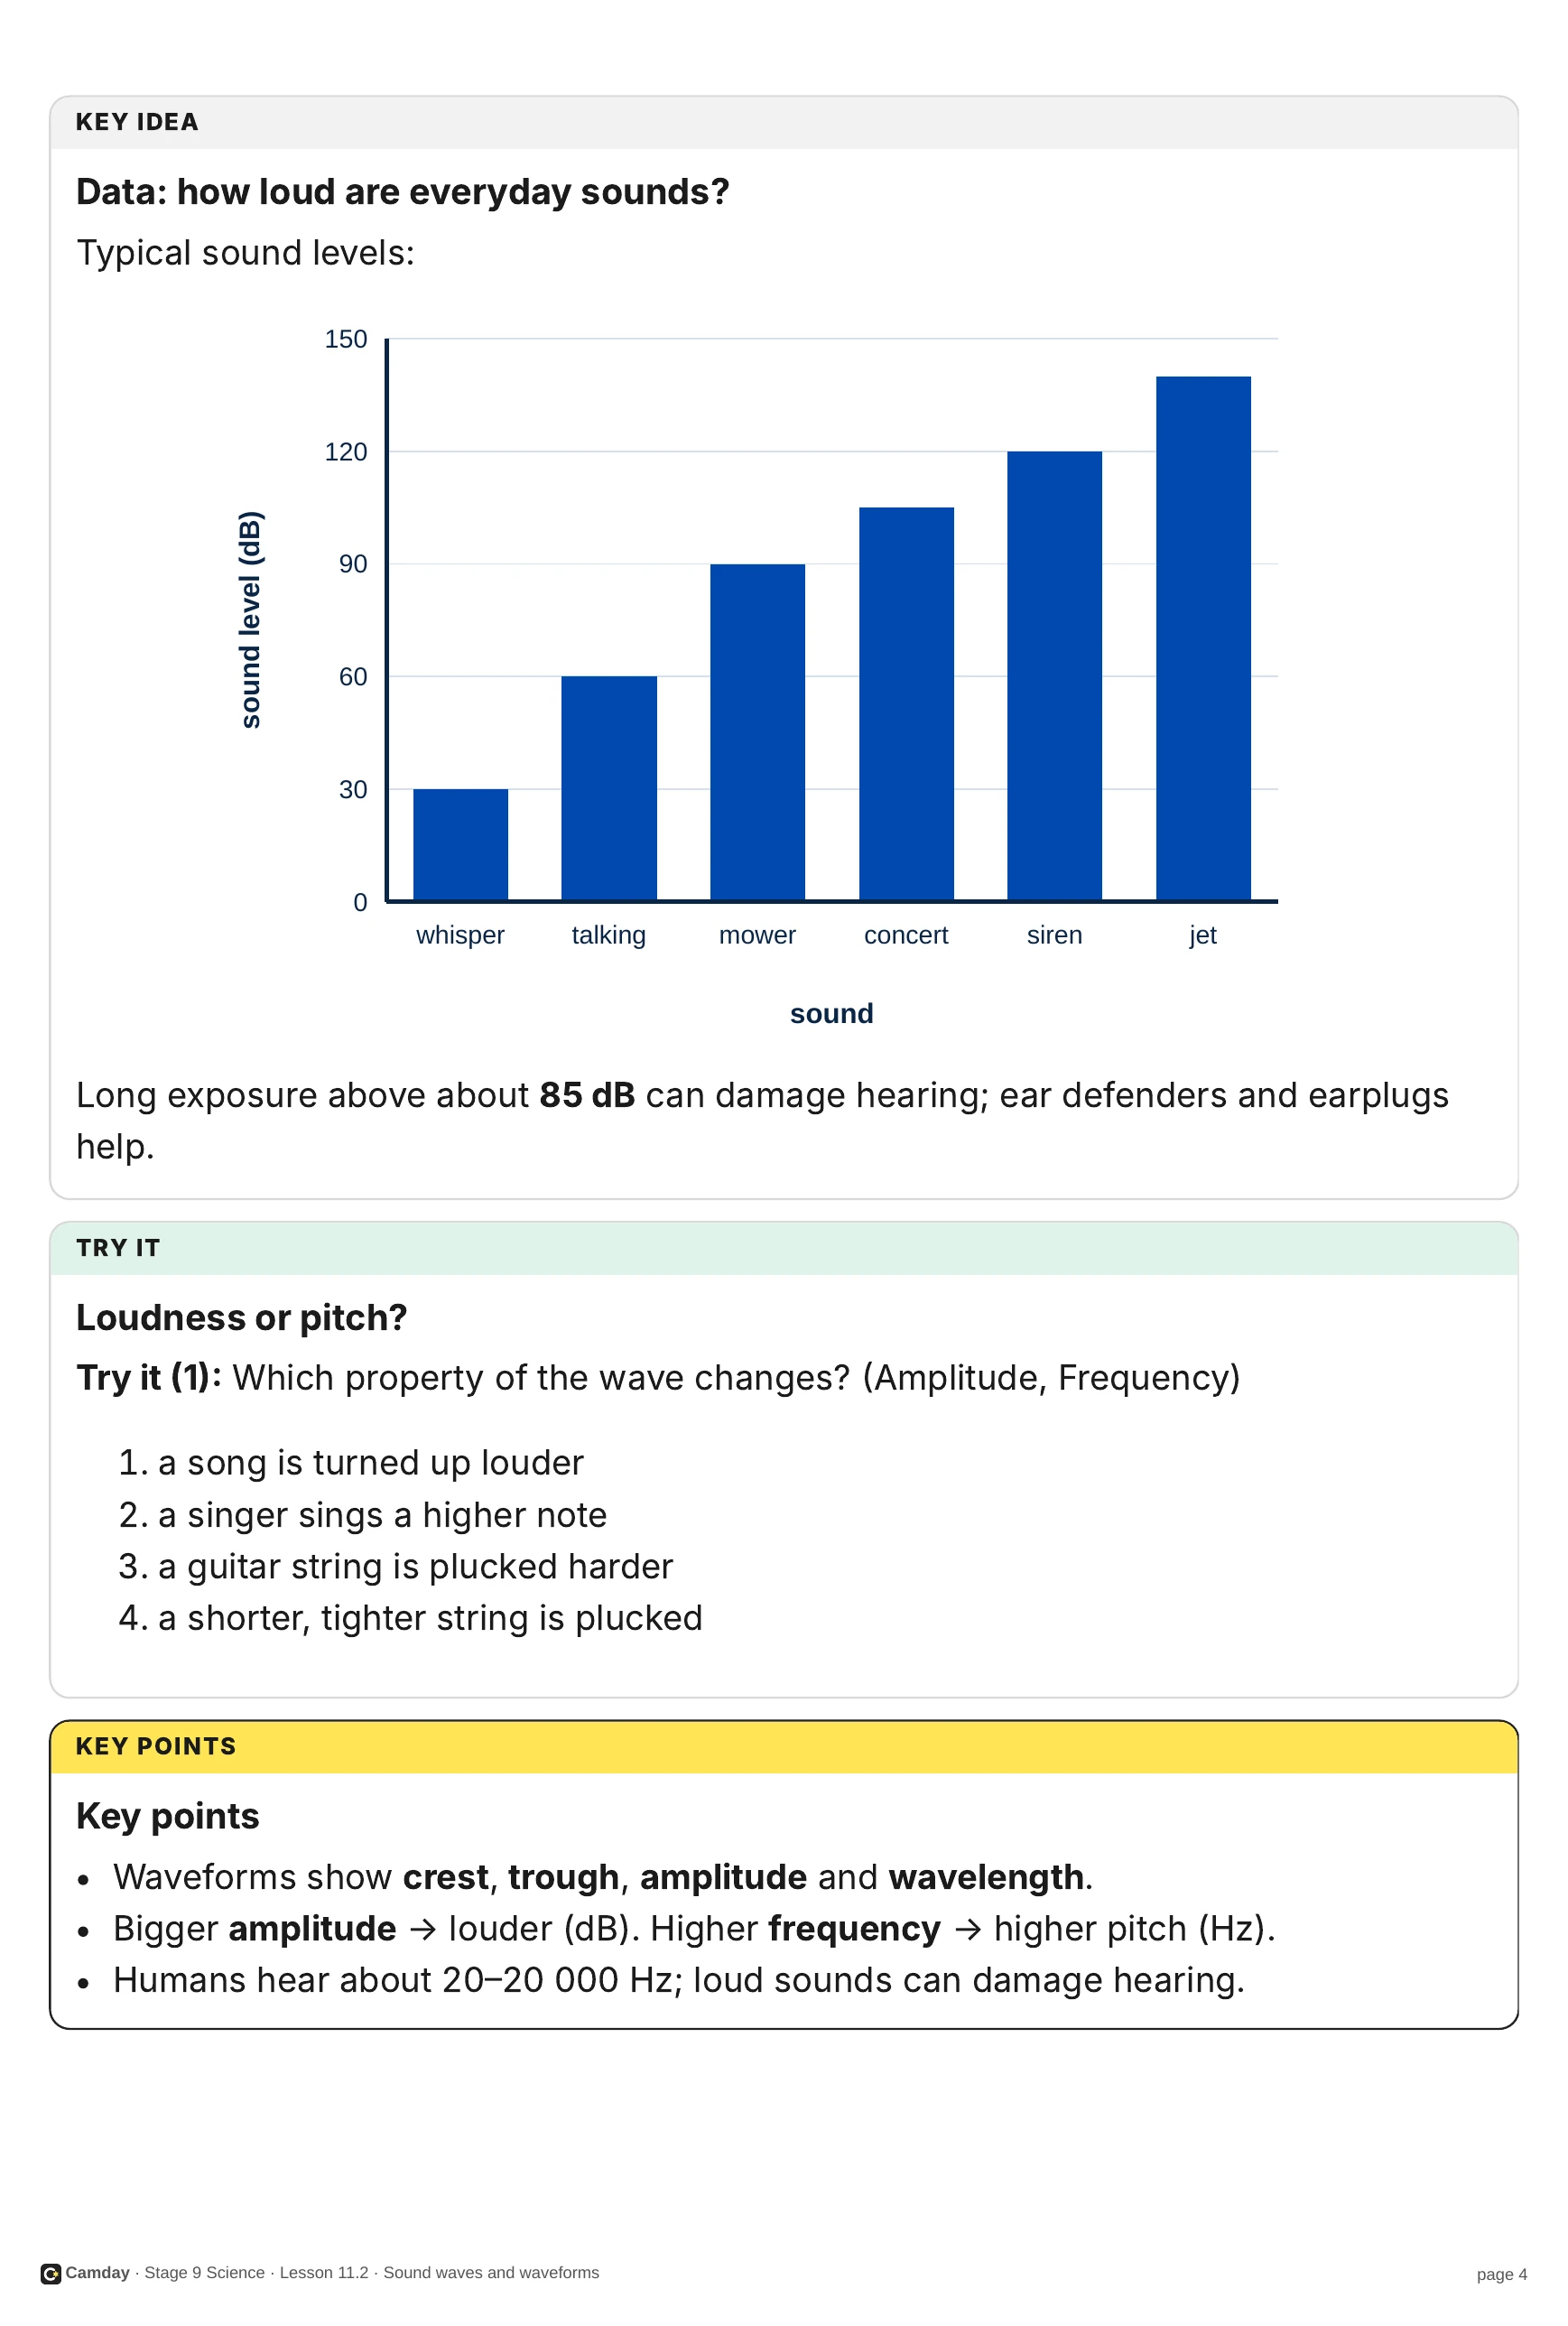 KEY IDEA
Data: how loud are everyday sounds?
Typical sound levels:
150
120
90
60
30
0
sound level (dB)
whisper talking mower concert siren jet
sound
Long exposure above about 85 dB can damage hearing; ear defenders and earplugs
help.
TRY IT
Loudness or pitch?
Try it (1): Which property of the wave changes? (Amplitude, Frequency)
1. a song is turned up louder
2. a singer sings a higher note
3. a guitar string is plucked harder
4. a shorter, tighter string is plucked
KEY POINTS
Key points
• Waveforms show crest, trough, amplitude and wavelength.
• Bigger amplitude → louder (dB). Higher frequency → higher pitch (Hz).
• Humans hear about 20–20 000 Hz; loud sounds can damage hearing.
Camday · Stage 9 Science · Lesson 11.2 · Sound waves and waveforms
page 4